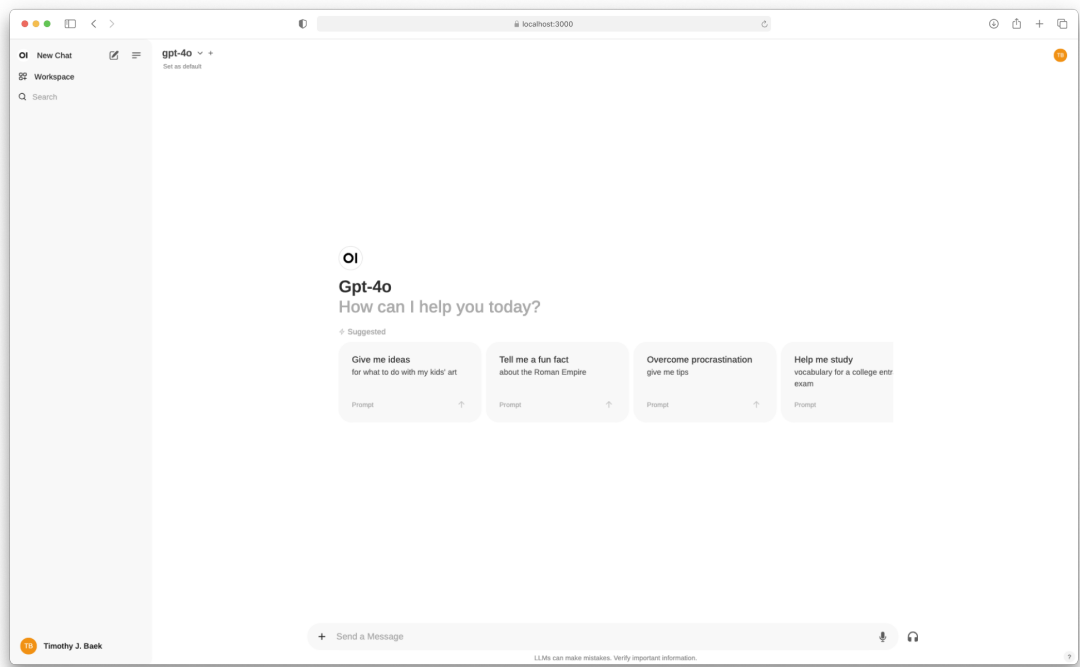 localhost:3000
OI New Chat
Workspace
Search
gpt-4o
Set as default
TB
OI
Gpt-4o
How can I help you today?
Suggested
Give me ideas
for what to do with my kids' art
Prompt
Tell me a fun fact
about the Roman Empire
Prompt
Overcome procrastination
give me tips
Prompt
Help me study
vocabulary for a college entr
exam
Prompt
TB Timothy J. Baek
Send a Message
LLMs can make mistakes. Verify important information.
?